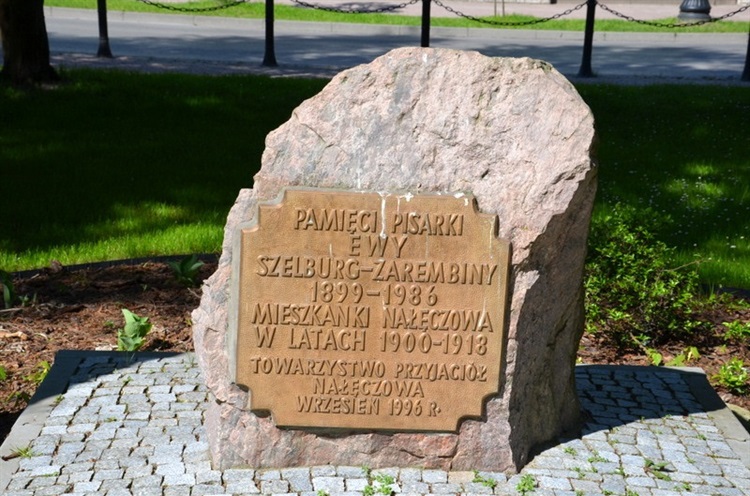 PAMIĘCI PISARKI
EWY
SZELBURG-ZAREMBINY
1899-1986
MIESZKANKI NAŁĘCZOWA
W LATACH 1900-1918
TOWARZYSTWO PRZYJACIÓŁ
NAŁĘCZOWA
WRZESIEŃ 1996 R.